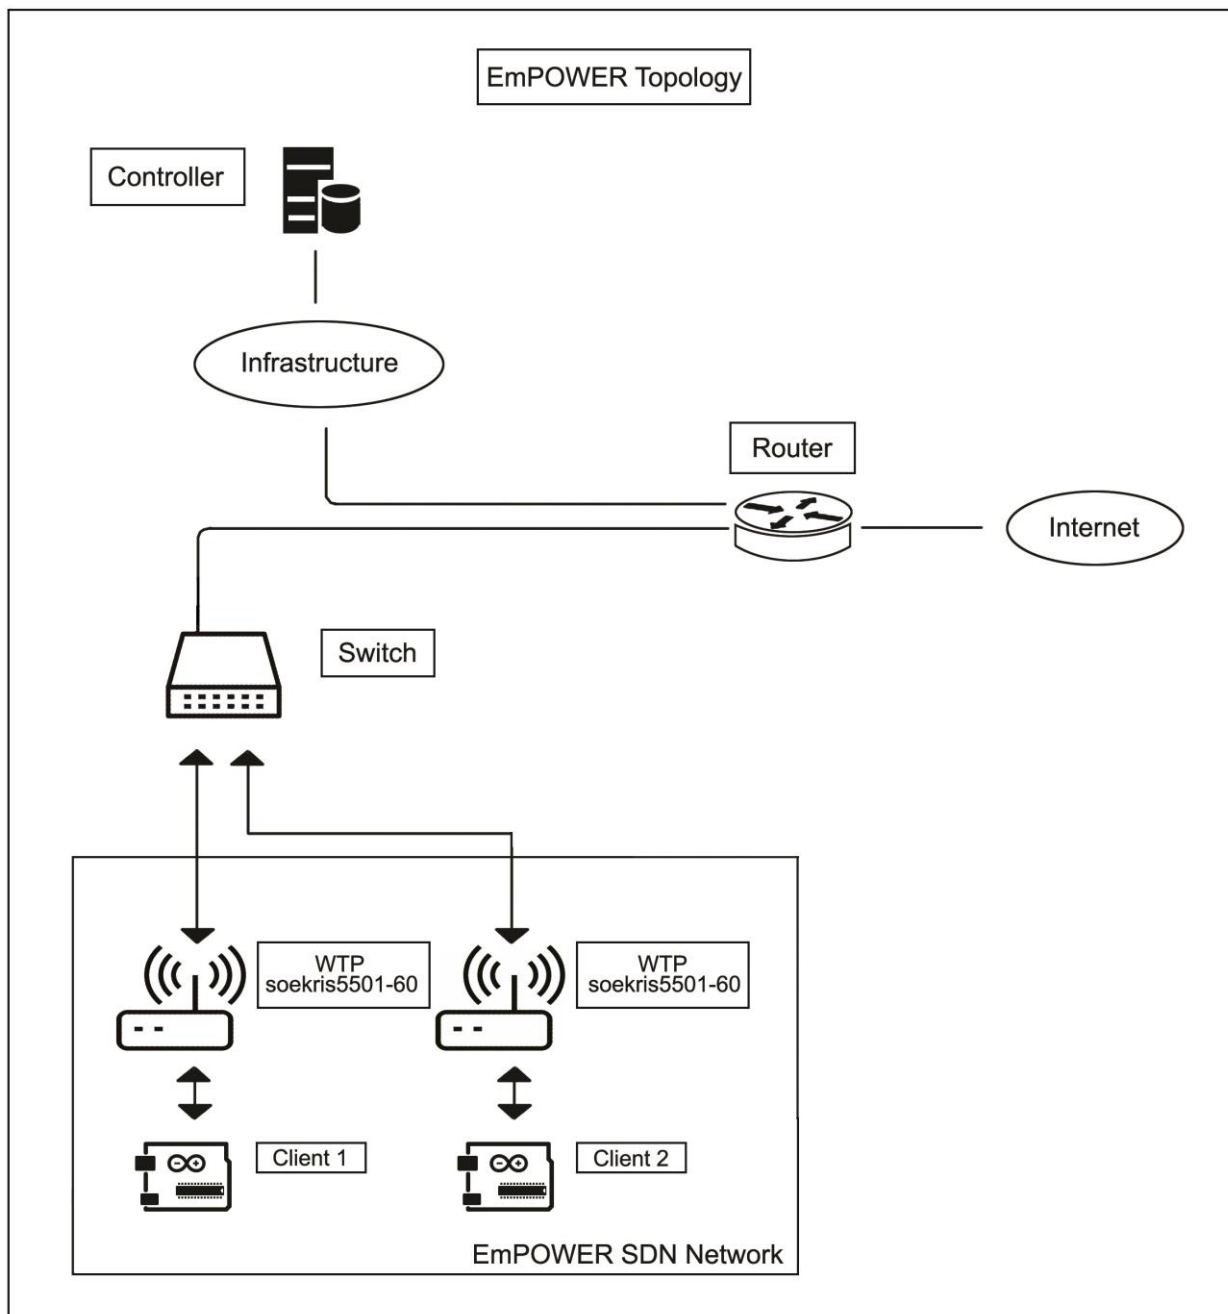 EmPOWER Topology
Controller
Infrastructure
Router
Internet
Switch
WTP
soekris5501-60
WTP
soekris5501-60
Client 1
Client 2
EmPOWER SDN Network